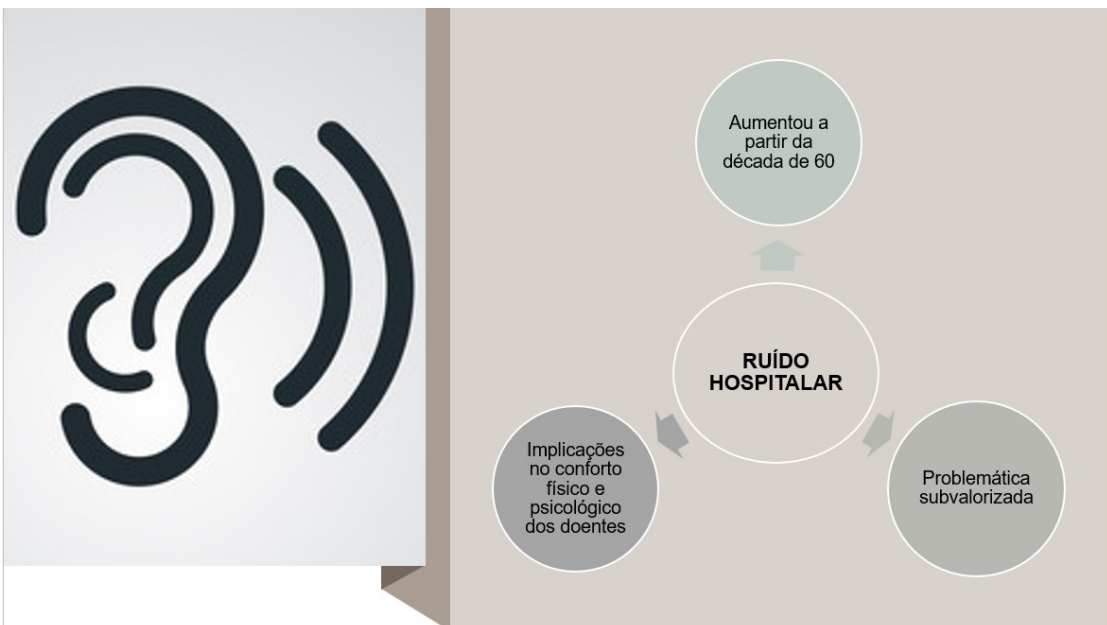 Aumentou a
partir da
década de 60
RUÍDO
HOSPITALAR
Implicações
no conforto
físico e
psicológico
dos doentes
Problemática
subvalorizada